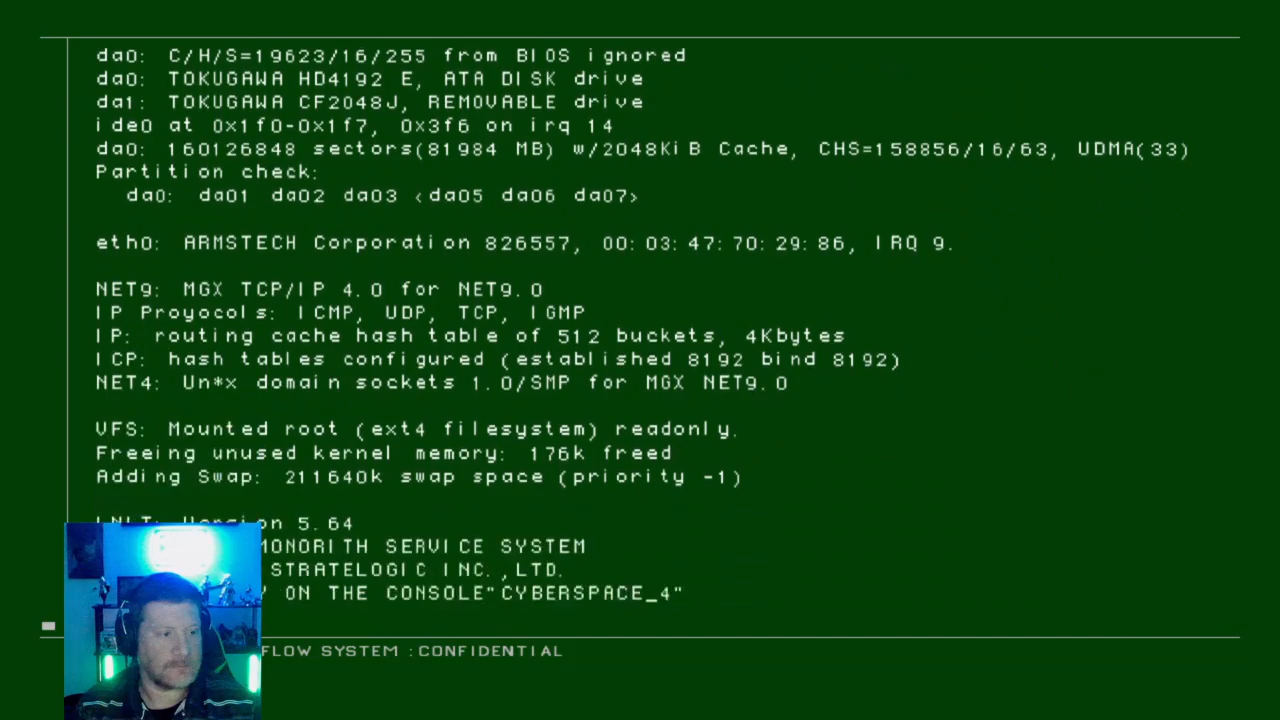 da0: C/H/S=19623/16/255 from BIOS ignored
da0: TOKUGAWA HD4192 E, ATA DISK drive
da1: TOKUGAWA CF2048J, REMOVABLE drive
ide0 at 0x1f0-0x1f7, 0x3f6 on irq 14
da0: 160126848 sectors(81984 MB) w/2048KiB Cache, CHS=158856/16/63, UDMA(33)
Partition check:
da0: da01 da02 da03 <da05 da06 da07>
eth0: ARMSTECH Corporation 826557, 00:03:47:70:29:86, IRQ 9.
NET9: MGX TCP/IP 4.0 for NET9.0
IP Proyocols: ICMP, UDP, TCP, IGMP
IP: routing cache hash table of 512 buckets, 4Kbytes
ICP: hash tables configured (established 8192 bind 8192)
NET4: Un*x domain sockets 1.0/SMP for MGX NET9.0
VFS: Mounted root (ext4 filesystem) readonly.
Freeing unused kernel memory: 176k freed
Adding Swap: 211640k swap space (priority -1)
Version 5.64
MONORITH SERVICE SYSTEM
STRATELOGIC INC.,LTD.
ON THE CONSOLE"CYBERSPACE_4"
FLOW SYSTEM :CONFIDENTIAL